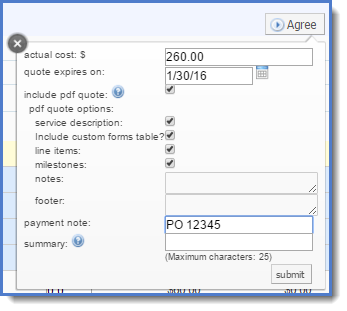 Agree
actual cost: $ 260.00
quote expires on: 1/30/16
include pdf quote:
pdf quote options:
service description:
Include custom forms table?
line items:
milestones:
notes:
footer:
payment note: PO 12345
summary:
(Maximum characters: 25)
submit